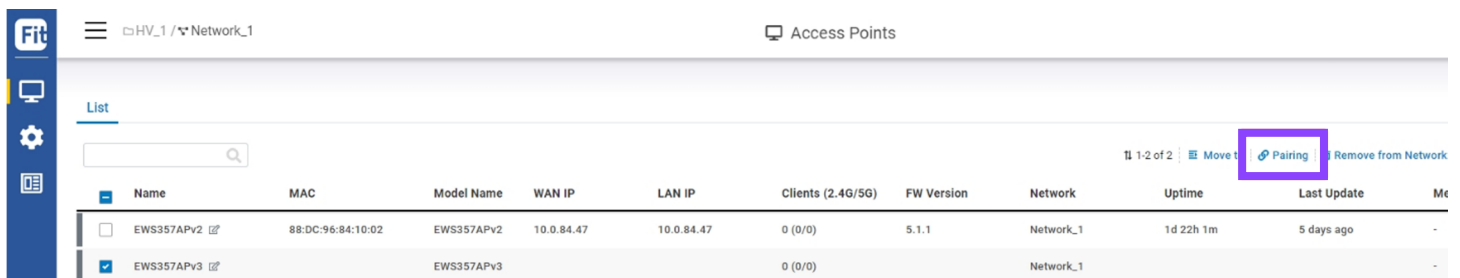 Fit
HV_1 / Network_1
Access Points
List
1-2 of 2 Move t Pairing Remove from Network
Name MAC Model Name WAN IP LAN IP Clients (2.4G/5G) FW Version Network Uptime Last Update Me
EWS357APv2 88:DC:96:84:10:02 EWS357APv2 10.0.84.47 10.0.84.47 0 (0/0) 5.1.1 Network_1 1d 22h 1m 5 days ago -
EWS357APv3 EWS357APv3 0 (0/0) Network_1 -